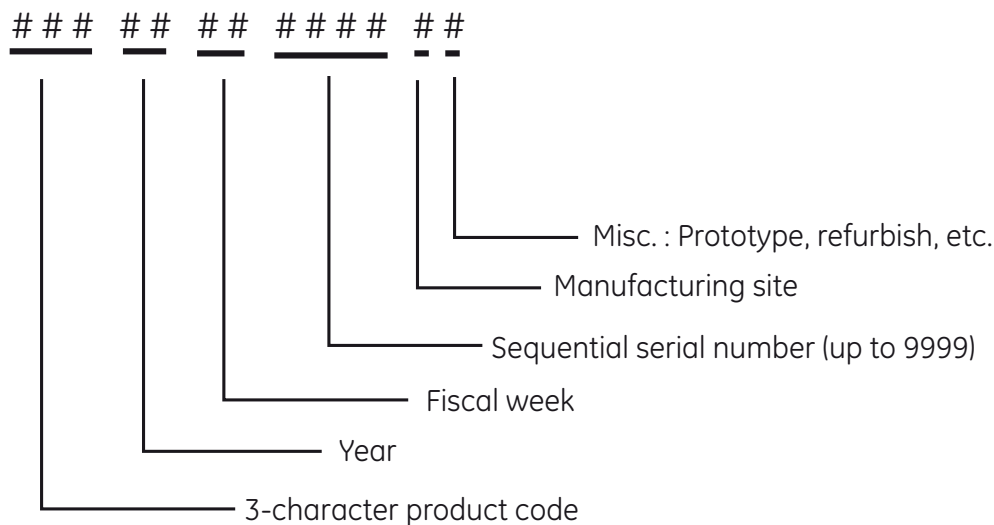 # # # # # # # # # # # # #
Misc. : Prototype, refurbish, etc.
Manufacturing site
Sequential serial number (up to 9999)
Fiscal week
Year
3-character product code